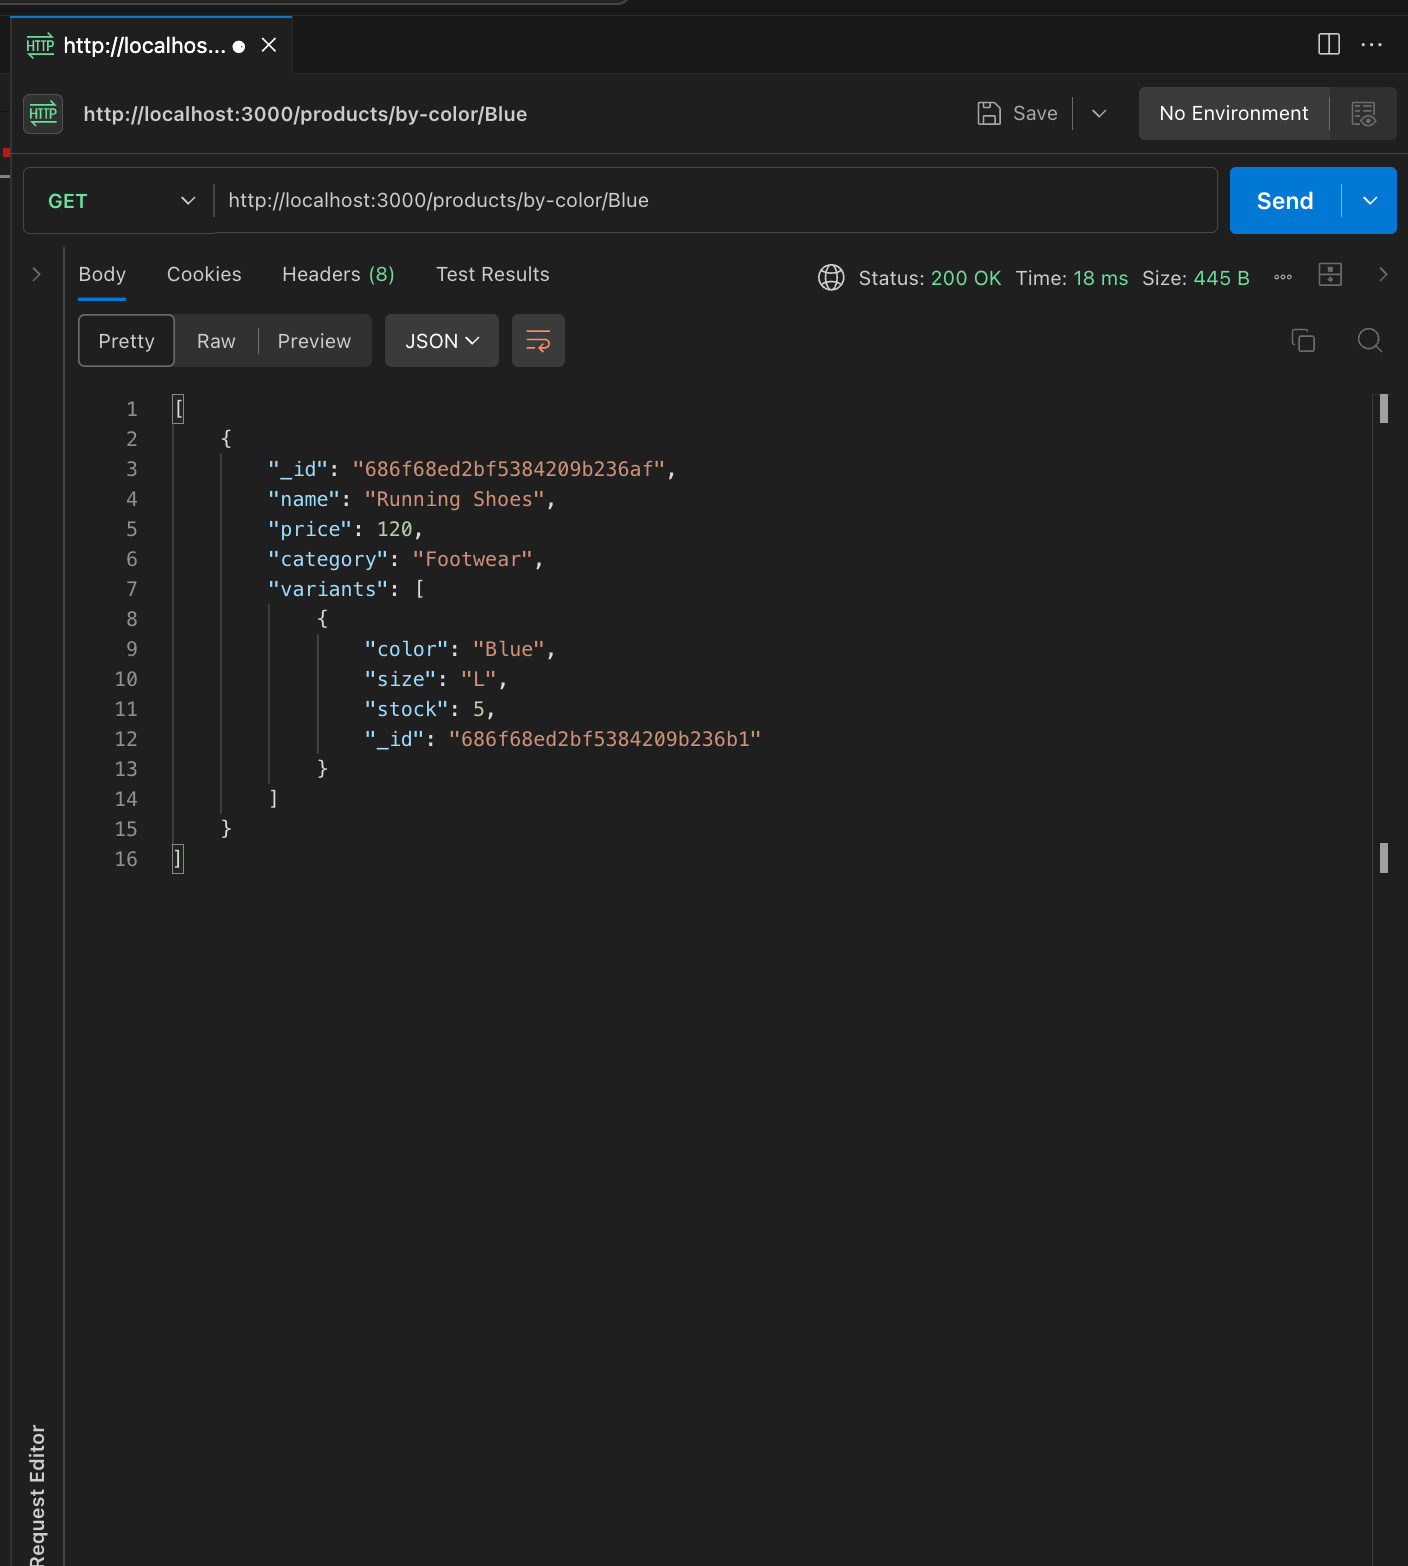 HTTP http://localhos...
HTTP http://localhost:3000/products/by-color/Blue Save No Environment
GET http://localhost:3000/products/by-color/Blue Send
Body Cookies Headers (8) Test Results Status: 200 OK Time: 18 ms Size: 445 B
Pretty Raw Preview JSON
1 [
2 {
3 "_id": "686f68ed2bf5384209b236af",
4 "name": "Running Shoes",
5 "price": 120,
6 "category": "Footwear",
7 "variants": [
8 {
9 "color": "Blue",
10 "size": "L",
11 "stock": 5,
12 "_id": "686f68ed2bf5384209b236b1"
13 }
14 ]
15 }
16 ]
Request Editor